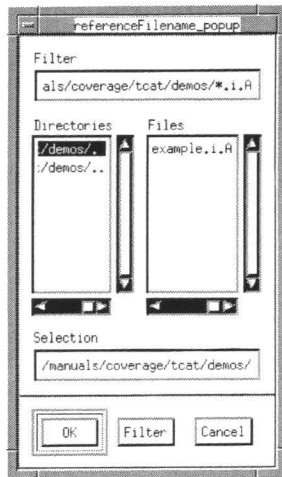 referenceFilename_popup
Filter
als/coverage/tcat/demos/*.i.A
Directories Files
:/demos/. example.i.A
:/demos/..
Selection
/manuals/coverage/tcat/demos/
OK Filter Cancel